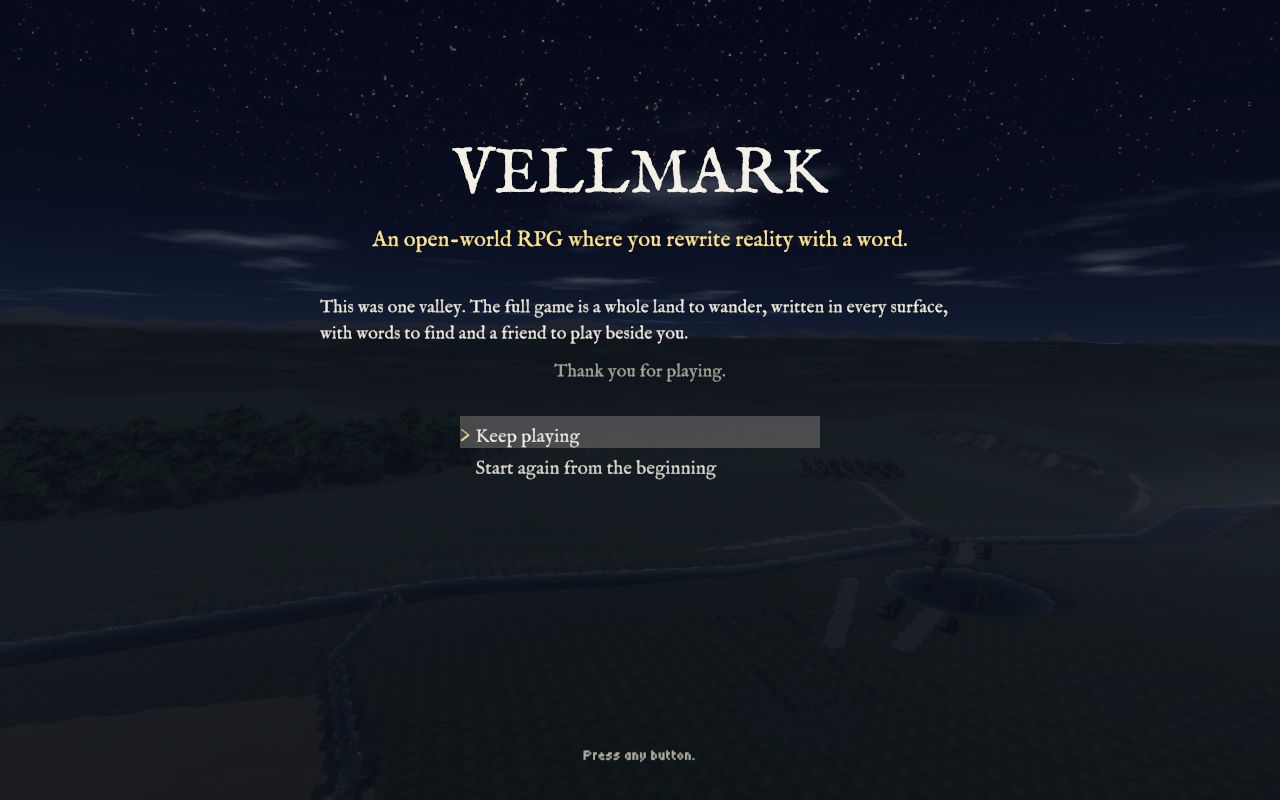 VELLMARK
An open-world RPG where you rewrite reality with a word.
This was one valley. The full game is a whole land to wander, written in every surface,
with words to find and a friend to play beside you.
Thank you for playing.
> Keep playing
Start again from the beginning
Press any button.